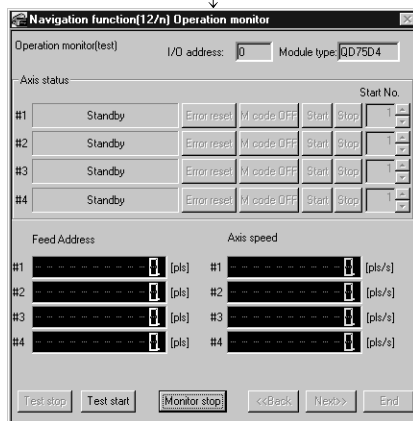 Navigation function(12/n) Operation monitor
Operation monitor(test) I/O address: 0 Module type: QD75D4
Axis status
Start No.
#1 Standby Error reset M code OFF Start Stop 1
#2 Standby Error reset M code OFF Start Stop 1
#3 Standby Error reset M code OFF Start Stop 1
#4 Standby Error reset M code OFF Start Stop 1
Feed Address Axis speed
#1 0 [pls] #1 0 [pls/s]
#2 0 [pls] #2 0 [pls/s]
#3 0 [pls] #3 0 [pls/s]
#4 0 [pls] #4 0 [pls/s]
Test stop Test start Monitor stop <<Back Next>> End